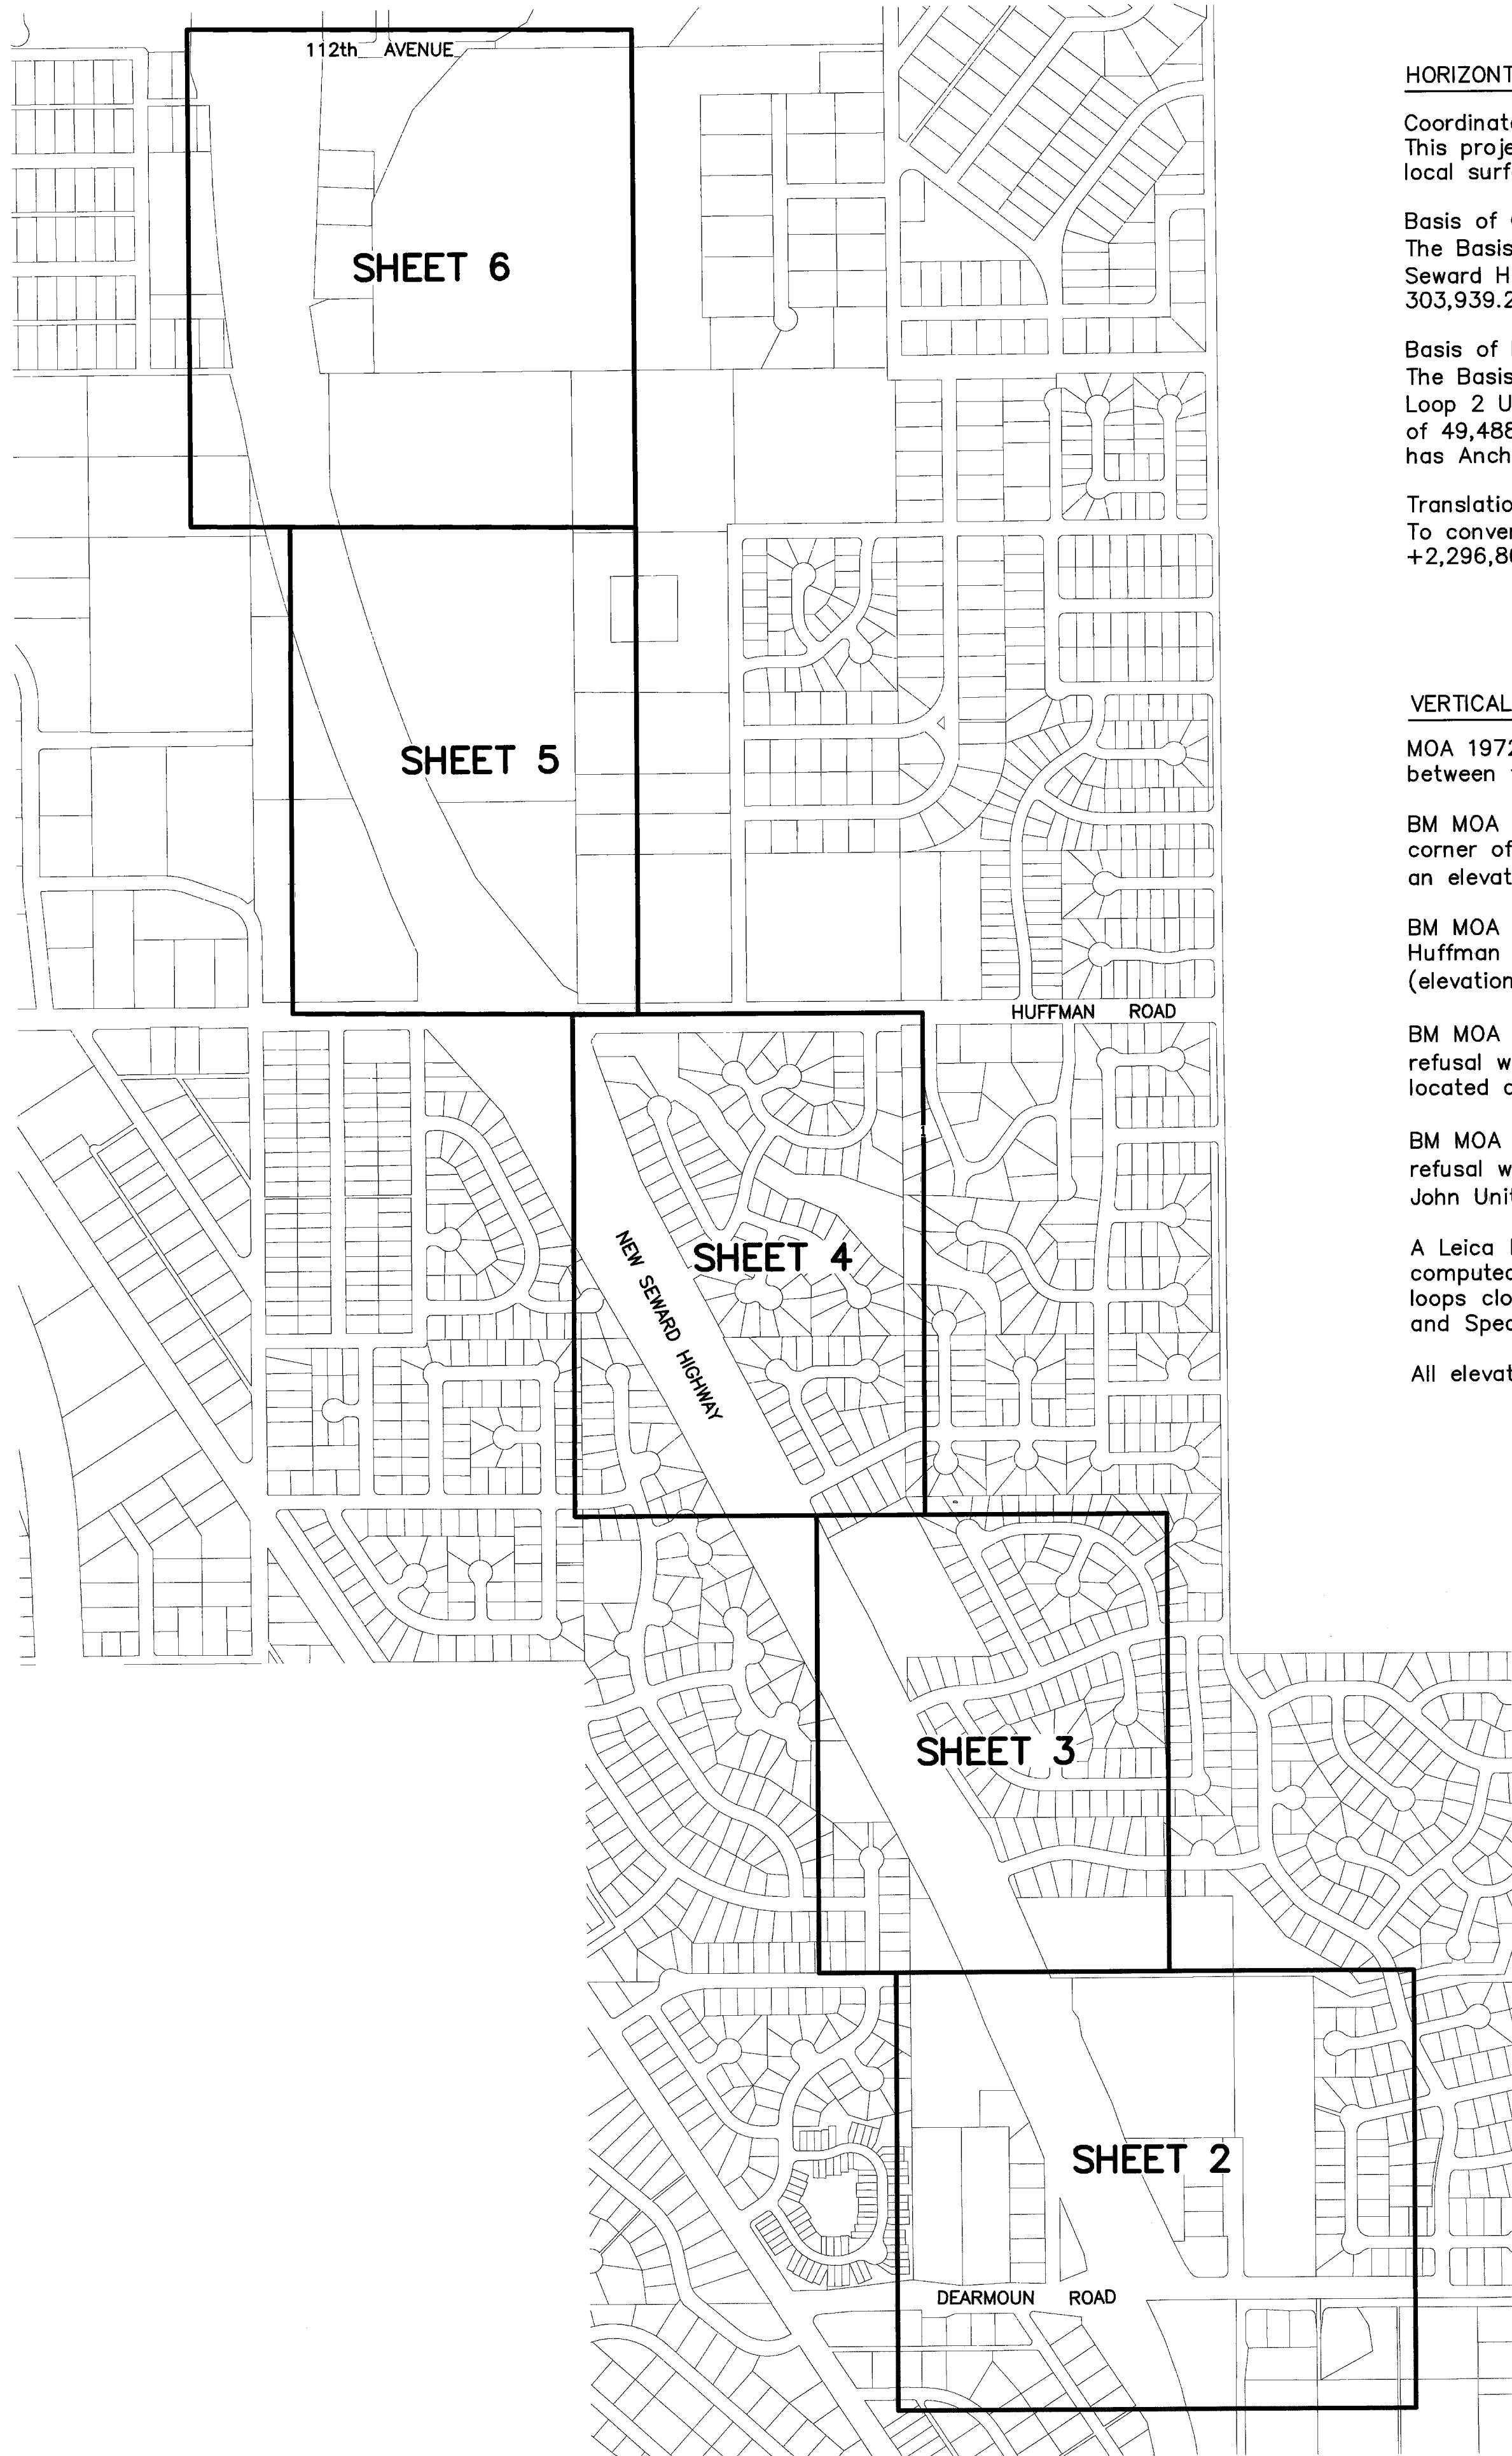 112th AVENUE
SHEET 6
SHEET 5
HUFFMAN ROAD
NEW SEWARD HIGHWAY
SHEET 4
SHEET 3
SHEET 2
DEARMOUN ROAD
HORIZONT
Coordinate
This proje
local surf
Basis of
The Basis
Seward H
303,939.2
Basis of
The Basis
Loop 2 U
of 49,488
has Anch
Translatio
To conver
+2,296,80
VERTICAL
MOA 1972
between
BM MOA
corner of
an elevat
BM MOA
Huffman
(elevation
BM MOA
refusal w
located
BM MOA
refusal w
John Unit
A Leica
computed
loops clo
and Spec
All elevat